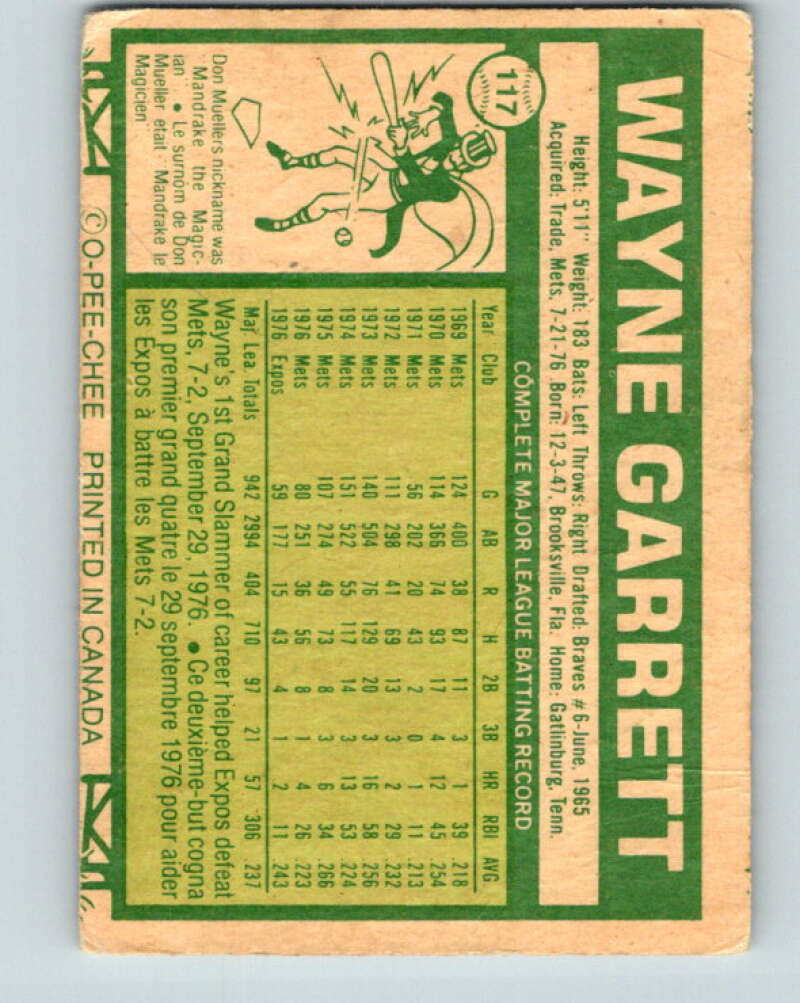 WAYNE GARRETT
117
Height: 5'11" Weight: 183 Bats: Left Throws: Right Drafted: Braves #6-June, 1965
Acquired: Trade, Mets, 7-21-76 Born: 12-3-47, Brooksville, Fla. Home: Gatlinburg, Tenn.
COMPLETE MAJOR LEAGUE BATTING RECORD
Year Club G AB R H 2B 3B HR RBI AVG
1969 Mets 124 400 38 87 11 3 1 39 .218
1970 Mets 114 366 74 93 17 4 12 45 .254
1971 Mets 56 202 20 43 2 0 1 11 .213
1972 Mets 111 298 41 69 13 3 2 29 .232
1973 Mets 140 504 76 129 20 3 16 58 .256
1974 Mets 151 522 55 117 14 3 13 53 .224
1975 Mets 107 274 49 73 8 3 6 34 .266
1976 Mets 80 251 36 56 8 1 4 26 .223
1976 Expos 59 177 15 43 4 1 2 11 .243
Maj Lea Totals 942 2994 404 710 97 21 57 306 .237
Wayne's 1st Grand Slammer of career helped Expos defeat
Mets, 7-2, September 29, 1976. • Ce deuxième-but cogna
son premier grand quatre le 29 septembre 1976 pour aider
les Expos à battre les Mets 7-2.
Don Muellers nickname was
"Mandrake the Magic-
ian" • Le surnom de Don
Mueller etait "Mandrake le
Magicien"
© O-PEE-CHEE PRINTED IN CANADA